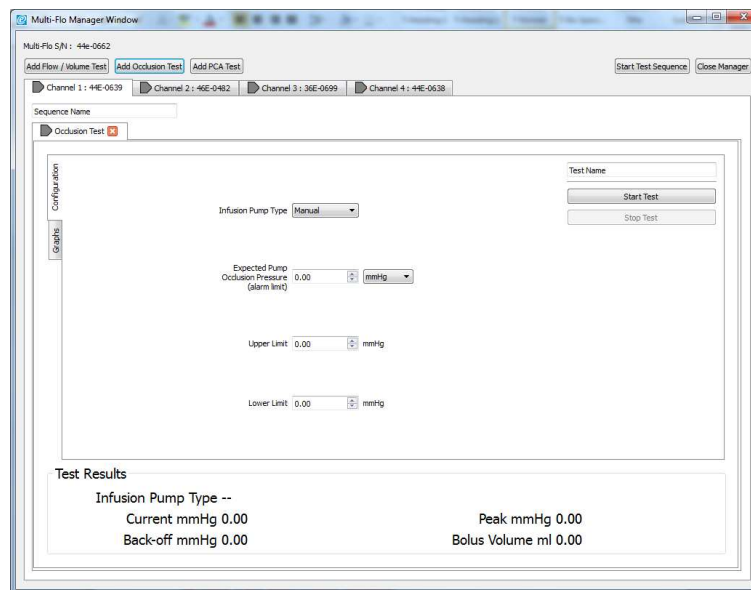 Multi-Flo Manager Window
Multi-Flo S/N : 44e-0662
Add Flow / Volume Test Add Occlusion Test Add PCA Test Start Test Sequence Close Manager
Channel 1 : 44E-0639 Channel 2 : 46E-0482 Channel 3 : 36E-0699 Channel 4 : 44E-0638
Sequence Name
Occlusion Test
Configuration
Graphs
Test Name
Start Test
Stop Test
Infusion Pump Type Manual
Expected Pump
Occlusion Pressure 0.00 mmHg
(alarm limit)
Upper Limit 0.00 mmHg
Lower Limit 0.00 mmHg
Test Results
Infusion Pump Type --
Current mmHg 0.00 Peak mmHg 0.00
Back-off mmHg 0.00 Bolus Volume ml 0.00